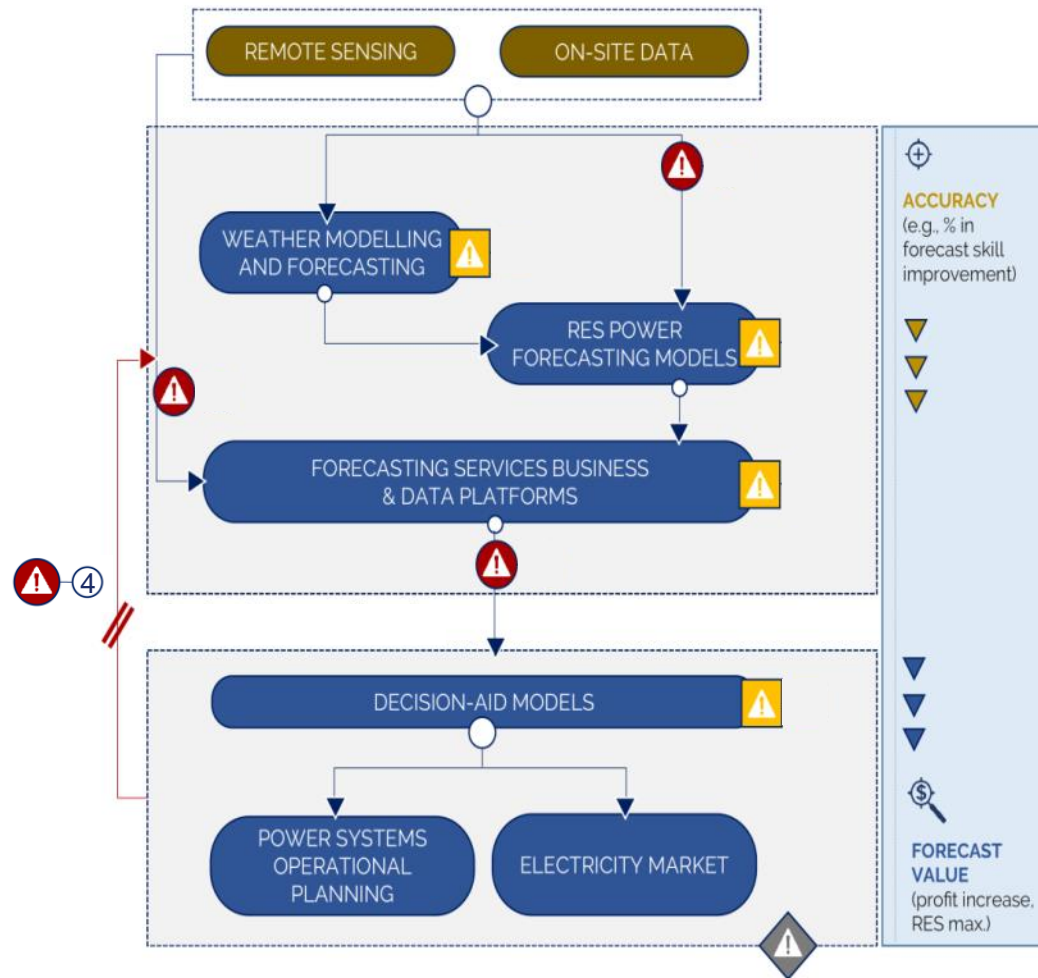 REMOTE SENSING
ON-SITE DATA
WEATHER MODELLING
AND FORECASTING
RES POWER
FORECASTING MODELS
FORECASTING SERVICES BUSINESS
& DATA PLATFORMS
4
DECISION-AID MODELS
POWER SYSTEMS
OPERATIONAL
PLANNING
ELECTRICITY MARKET
ACCURACY
(e.g., % in
forecast skill
improvement)
$
FORECAST
VALUE
(profit increase,
RES max.)